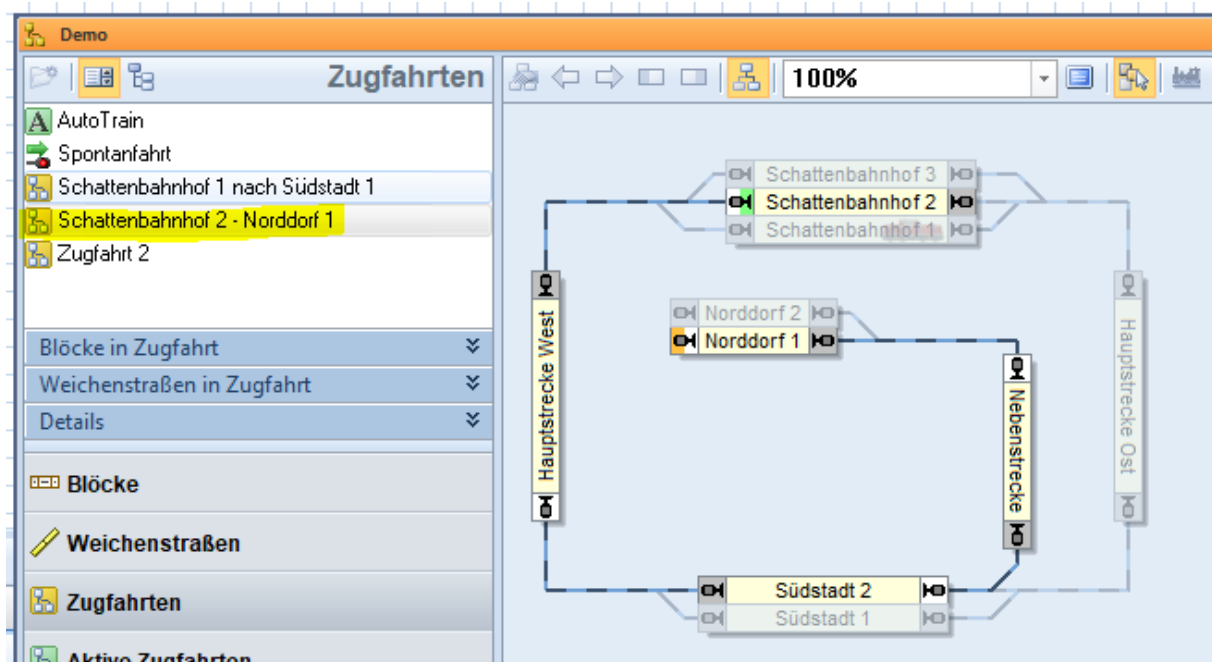 Demo
Zugfahrten
100%
AutoTrain
Spontanfahrt
Schattenbahnhof 1 nach Südstadt 1
Schattenbahnhof 2 - Norddorf 1
Zugfahrt 2
Blöcke in Zugfahrt
Weichenstraßen in Zugfahrt
Details
Blöcke
Weichenstraßen
Zugfahrten
Aktive Zugfahrten
Schattenbahnhof 3
Schattenbahnhof 2
Schattenbahnhof 1
Hauptstrecke West
Norddorf 2
Norddorf 1
Nebenstrecke
Hauptstrecke Ost
Südstadt 2
Südstadt 1